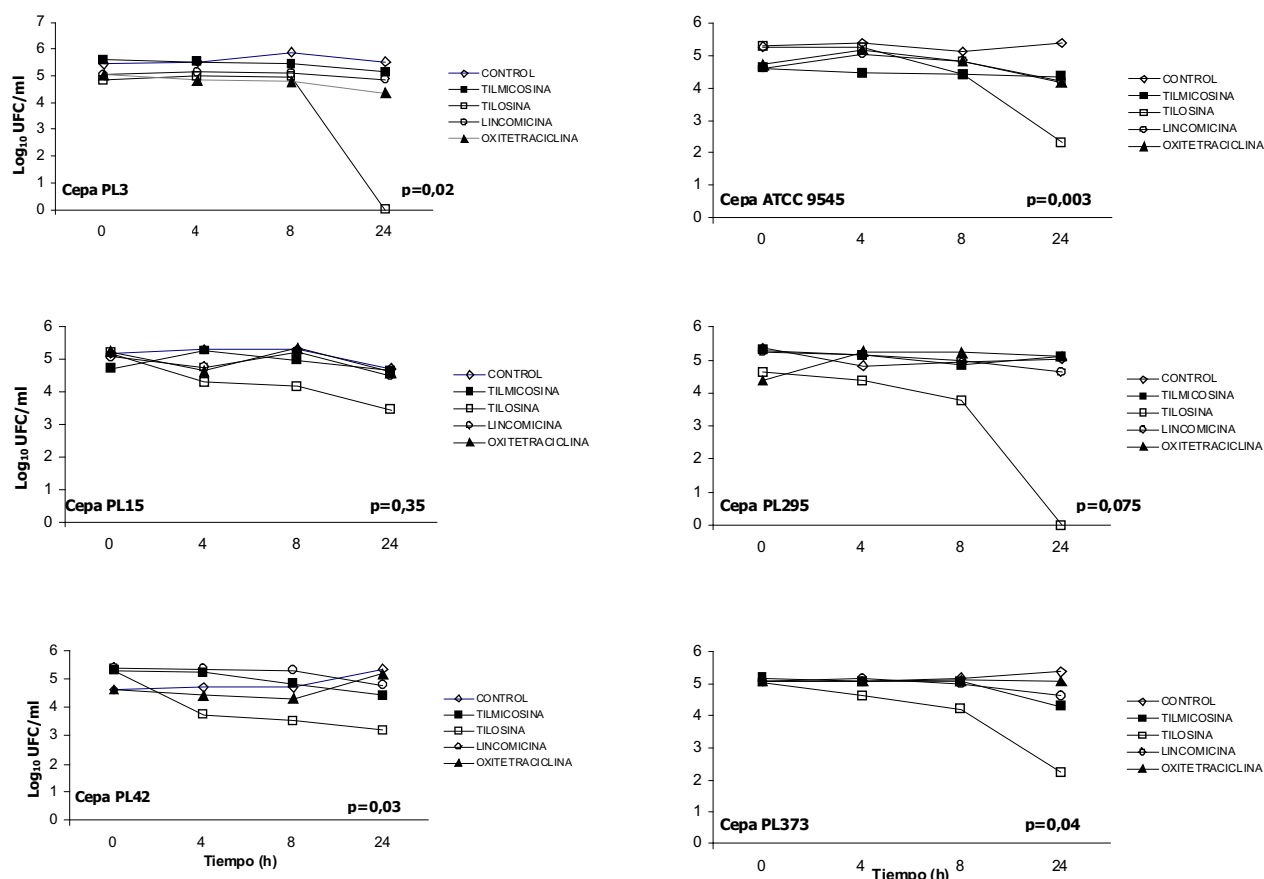 7
6
5
4
3
2
1
0
Log₁₀ UFC/ml
0 4 8 24
Cepa PL3
p=0,02
CONTROL
TILMICOSINA
TILOSINA
LINCOMICINA
OXITETRACICLINA
6
5
4
3
2
1
0
0 4 8 24
Cepa ATCC 9545
p=0,003
CONTROL
TILMICOSINA
TILOSINA
LINCOMICINA
OXITETRACICLINA
6
5
4
3
2
1
0
Log₁₀ UFC/ml
0 4 8 24
Cepa PL15
p=0,35
CONTROL
TILMICOSINA
TILOSINA
LINCOMICINA
OXITETRACICLINA
6
5
4
3
2
1
0
0 4 8 24
Cepa PL295
p=0,075
CONTROL
TILMICOSINA
TILOSINA
LINCOMICINA
OXITETRACICLINA
6
5
4
3
2
1
0
Log₁₀ UFC/ml
0 4 8 24
Cepa PL42
p=0,03
Tiempo (h)
CONTROL
TILMICOSINA
TILOSINA
LINCOMICINA
OXITETRACICLINA
6
5
4
3
2
1
0
0 4 8 24
Cepa PL373
p=0,04
Tiempo (h)
CONTROL
TILMICOSINA
TILOSINA
LINCOMICINA
OXITETRACICLINA